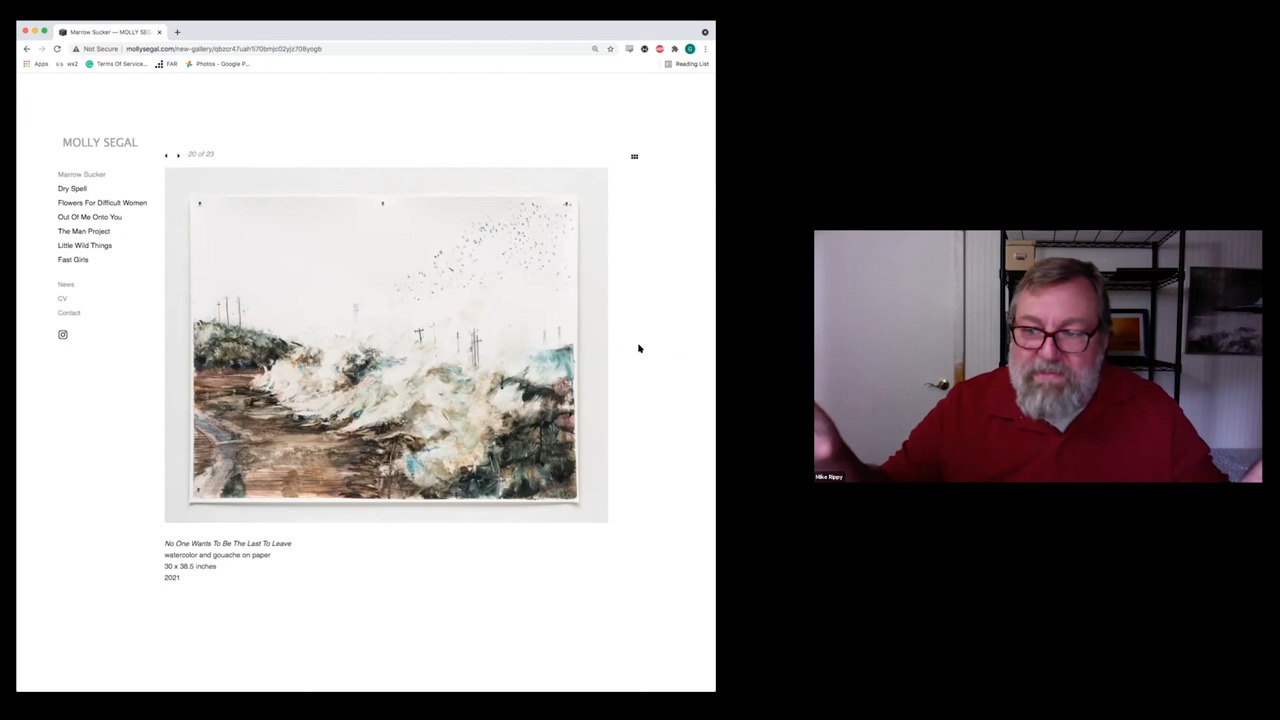 Marrow Sucker — MOLLY SEG
Not Secure mollysegal.com/new-gallery/qbzcr47uah1l70bmjc02yjz708yogb
Apps wx2 Terms Of Service... FAR Photos - Google P... Reading List
MOLLY SEGAL
20 of 23
Marrow Sucker
Dry Spell
Flowers For Difficult Women
Out Of Me Onto You
The Man Project
Little Wild Things
Fast Girls
News
CV
Contact
No One Wants To Be The Last To Leave
watercolor and gouache on paper
30 x 38.5 inches
2021
Mike Rippy